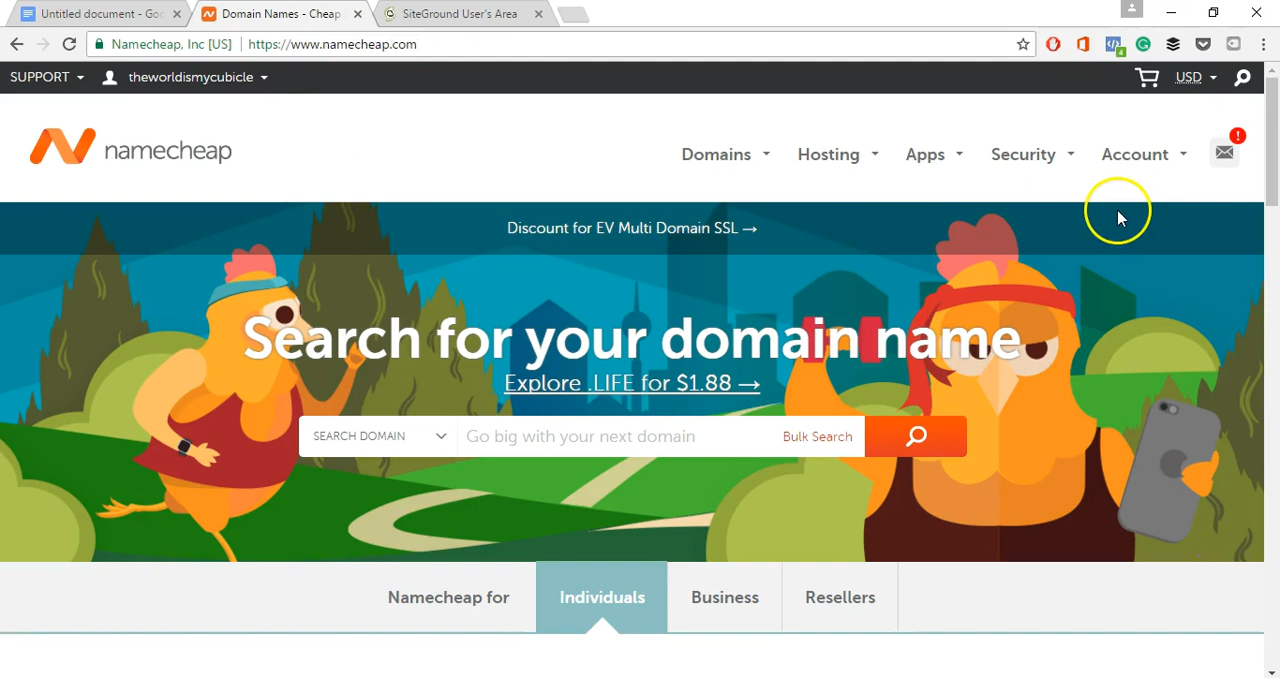 Untitled document - Goo
Domain Names - Cheap
SiteGround User's Area
Namecheap, Inc [US]
https://www.namecheap.com
4
SUPPORT
theworldismycubicle
USD
namecheap
Domains
Hosting
Apps
Security
Account
!
Discount for EV Multi Domain SSL →
Search for your domain name
Explore .LIFE for $1.88 →
SEARCH DOMAIN
Go big with your next domain
Bulk Search
Namecheap for
Individuals
Business
Resellers